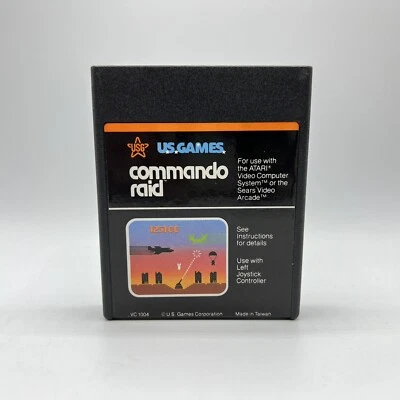 USG
U.S.GAMES.
commando
raid
For use with
the ATARI®
Video Computer
System™ or the
Sears Video
Arcade™
See
Instructions
for details
Use with
Left
Joystick
Controller
VC 1004 © U.S. Games Corporation Made in Taiwan